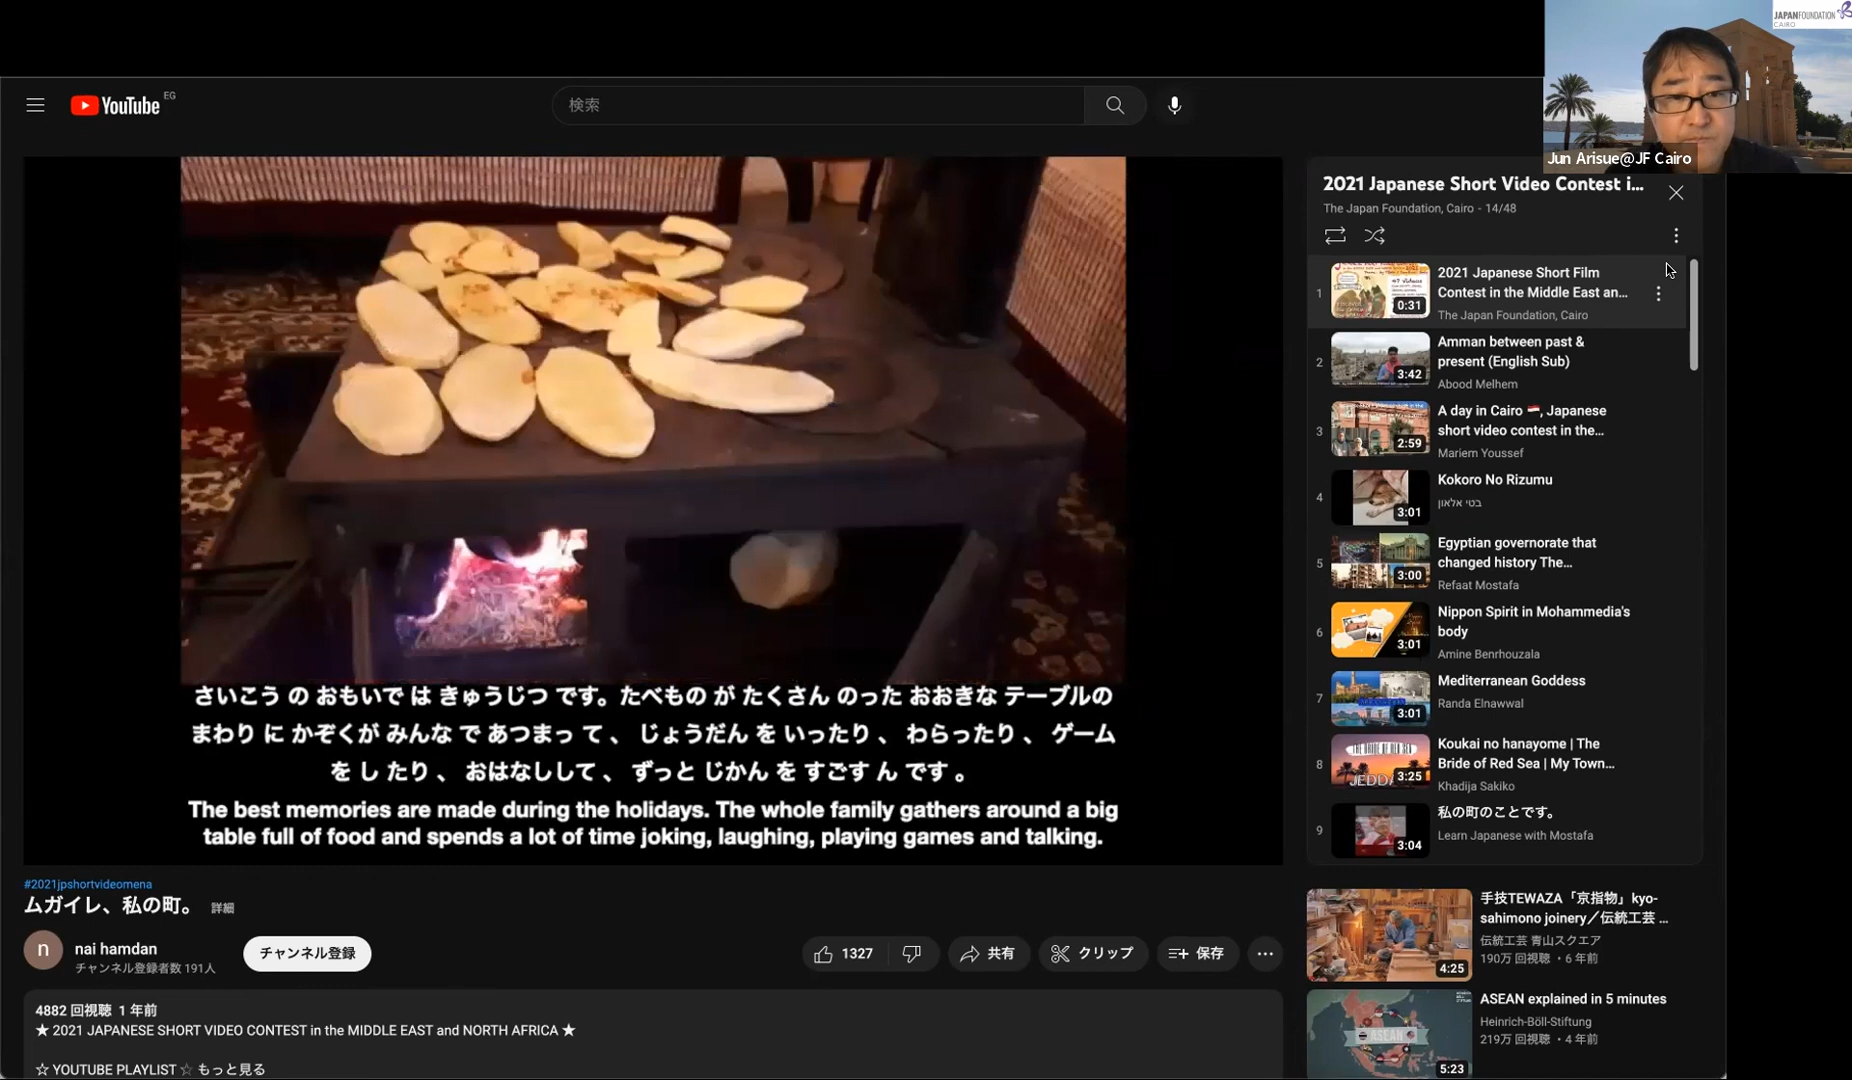 JAPANFOUNDATION
CAIRO
Jun Arisue@JF Cairo
YouTube EG
検索
さいこう の おもいで は きゅうじつ です。たべもの が たくさん のった おおきな テーブルの
まわり に かぞくが みんな で あつまっ て 、 じょうだん を いったり 、 わらったり 、 ゲーム
を し たり 、 おはなしして 、 ずっと じかん を すごす ん です 。
The best memories are made during the holidays. The whole family gathers around a big
table full of food and spends a lot of time joking, laughing, playing games and talking.
#2021jpshortvideomena
ムガイレ、私の町。 詳細
n
nai hamdan
チャンネル登録者数 191人
チャンネル登録
1327
共有
クリップ
保存
4882 回視聴 1 年前
★ 2021 JAPANESE SHORT VIDEO CONTEST in the MIDDLE EAST and NORTH AFRICA ★
☆ YOUTUBE PLAYLIST ☆ もっと見る
2021 Japanese Short Video Contest i...
The Japan Foundation, Cairo - 14/48
1
0:31
2021 Japanese Short Film
Contest in the Middle East an...
The Japan Foundation, Cairo
2
3:42
Amman between past &
present (English Sub)
Abood Melhem
3
2:59
A day in Cairo 🇪🇬, Japanese
short video contest in the...
Mariem Youssef
4
3:01
Kokoro No Rizumu
בטי אלאון
5
3:00
Egyptian governorate that
changed history The...
Refaat Mostafa
6
3:01
Nippon Spirit in Mohammedia's
body
Amine Benrhouzala
7
3:01
Mediterranean Goddess
Randa Elnawwal
8
THE BRIDE OF RED SEA
JEDDA
3:25
Koukai no hanayome | The
Bride of Red Sea | My Town...
Khadija Sakiko
9
3:04
私の町のことです。
Learn Japanese with Mostafa
4:25
手技TEWAZA「京指物」kyo-
sahimono joinery／伝統工芸 ...
伝統工芸 青山スクエア
190万 回視聴 ・6 年前
ASEAN
5:23
ASEAN explained in 5 minutes
Heinrich-Böll-Stiftung
219万 回視聴 ・4 年前